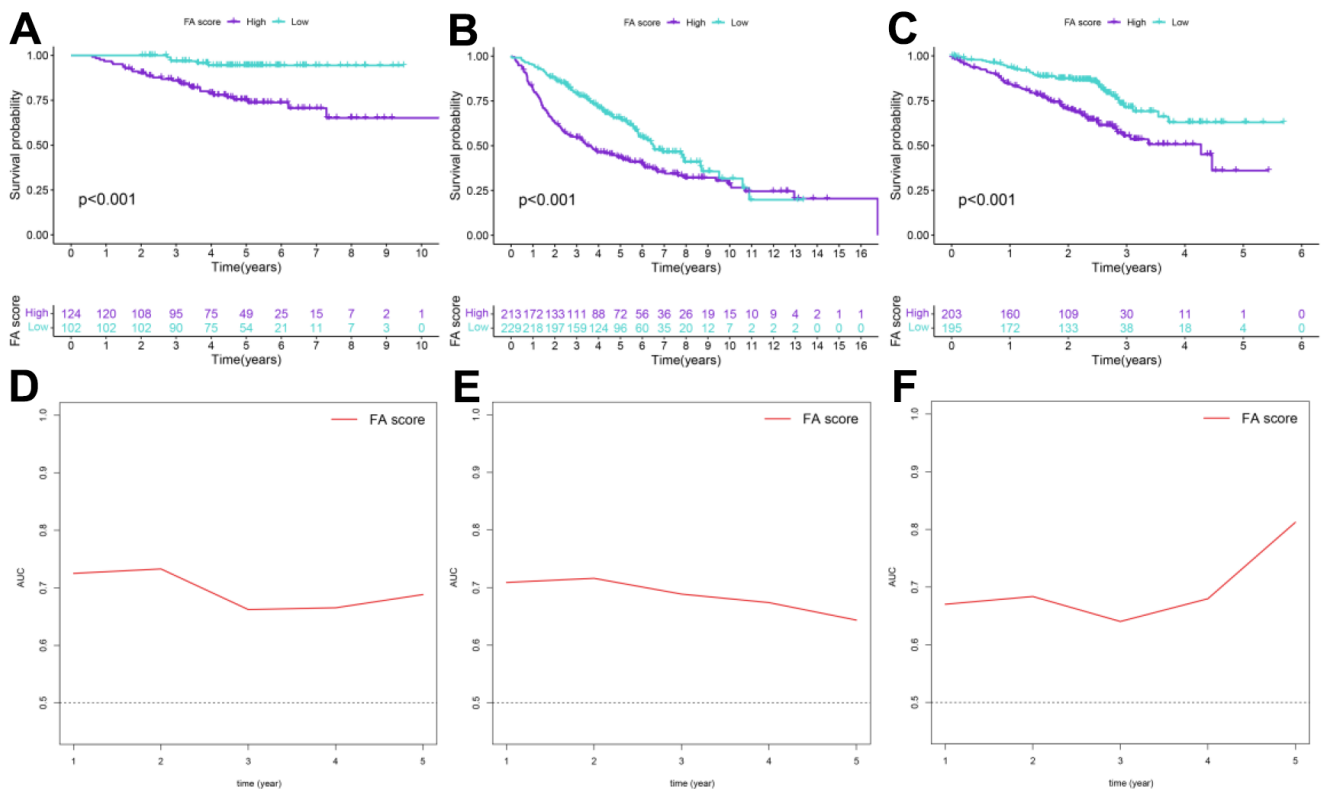 A
FA score High Low
1.00
0.75
0.50
0.25
0.00
Survival probability
p<0.001
0 1 2 3 4 5 6 7 8 9 10
Time(years)
FA score
High 124 120 108 95 75 49 25 15 7 2 1
Low 102 102 102 90 75 54 21 11 7 3 0
0 1 2 3 4 5 6 7 8 9 10
Time(years)
B
FA score High Low
1.00
0.75
0.50
0.25
0.00
Survival probability
p<0.001
0 1 2 3 4 5 6 7 8 9 10 11 12 13 14 15 16
Time(years)
FA score
High 213 172 133 111 88 72 56 36 26 19 15 10 9 4 2 1 1
Low 229 218 197 159 124 96 60 35 20 12 7 2 2 2 0 0 0
0 1 2 3 4 5 6 7 8 9 10 11 12 13 14 15 16
Time(years)
C
FA score High Low
1.00
0.75
0.50
0.25
0.00
Survival probability
p<0.001
0 1 2 3 4 5 6
Time(years)
FA score
High 203 160 109 30 11 1 0
Low 195 172 133 38 18 4 0
0 1 2 3 4 5 6
Time(years)
D
FA score
1.0
0.9
0.8
0.7
0.6
0.5
AUC
1 2 3 4 5
time (year)
E
FA score
1.0
0.9
0.8
0.7
0.6
0.5
AUC
1 2 3 4 5
time (year)
F
FA score
1.0
0.9
0.8
0.7
0.6
0.5
AUC
1 2 3 4 5
time (year)